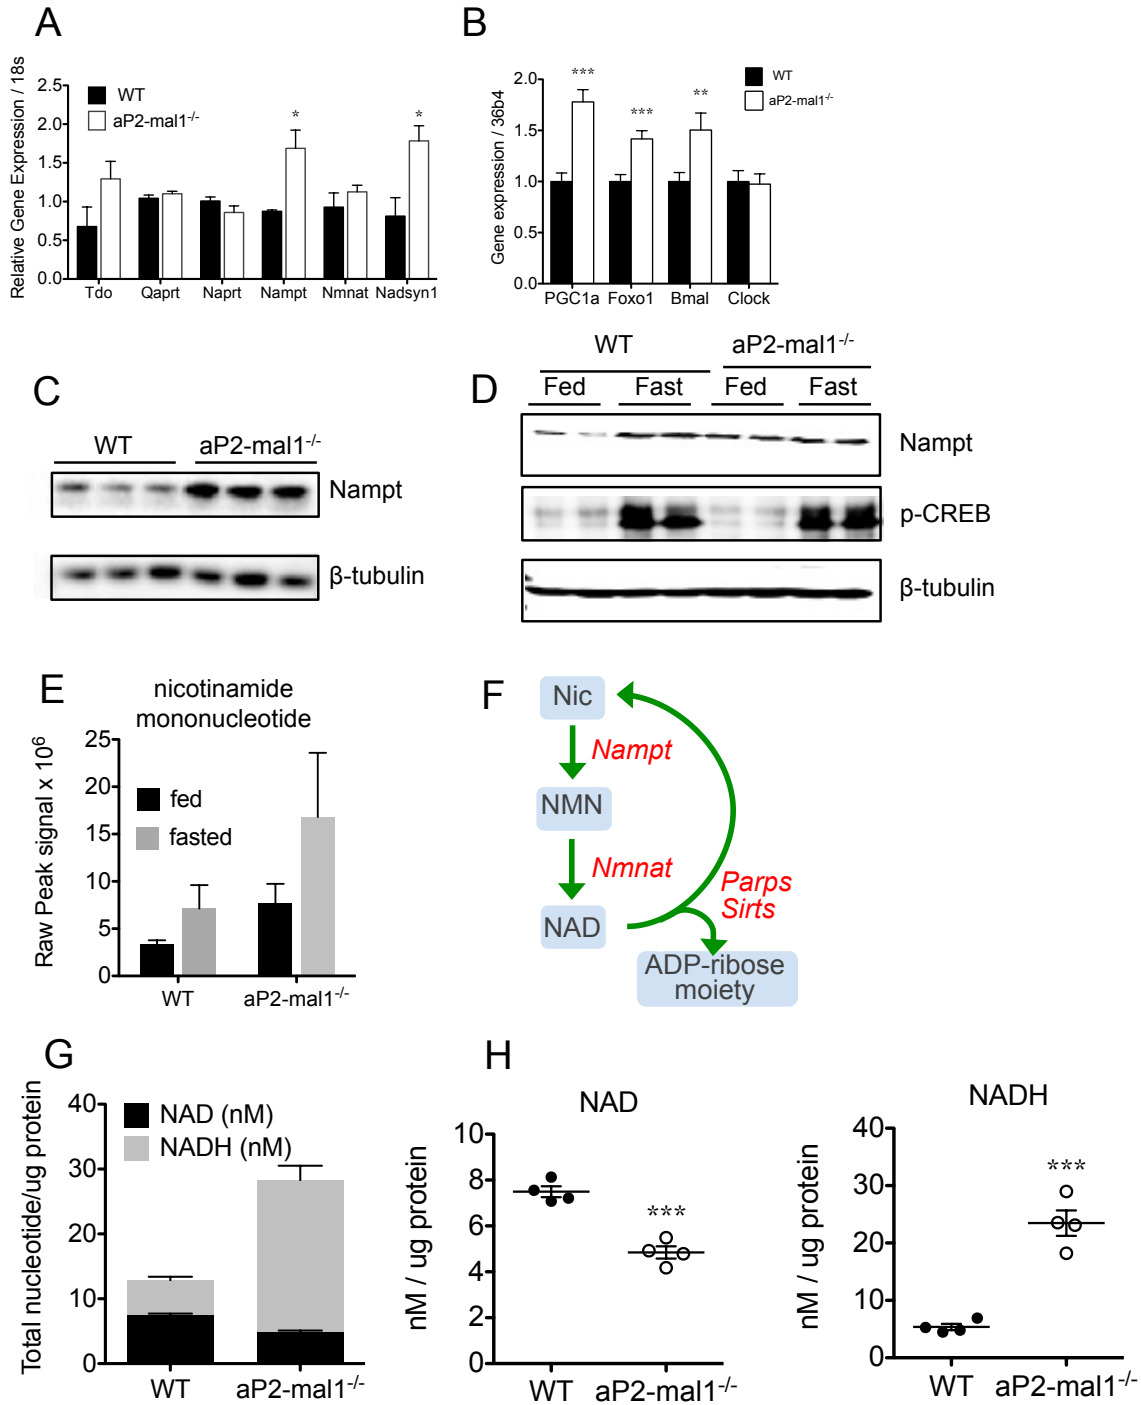 A
Relative Gene Expression / 18s
2.5
2.0
1.5
1.0
0.5
0.0
WT
aP2-mal1-/-
*
*
Tdo
Qaprt
Naprt
Nampt
Nmnat
Nadsyn1
B
Gene expression / 36b4
2.0
1.5
1.0
0.5
0.0
***
***
**
WT
aP2-mal1-/-
PGC1a
Foxo1
Bmal
Clock
C
WT
aP2-mal1-/-
Nampt
β-tubulin
D
WT
aP2-mal1-/-
Fed
Fast
Fed
Fast
Nampt
p-CREB
β-tubulin
E
nicotinamide
mononucleotide
Raw Peak signal x 10⁶
25
20
15
10
5
0
fed
fasted
WT
aP2-mal1-/-
F
Nic
Nampt
NMN
Nmnat
Parps
Sirts
NAD
ADP-ribose
moiety
G
Total nucleotide/ug protein
40
30
20
10
0
NAD (nM)
NADH (nM)
WT
aP2-mal1-/-
H
NAD
nM / ug protein
10
8
6
4
2
0
***
WT
aP2-mal1-/-
NADH
nM / ug protein
40
30
20
10
0
***
WT
aP2-mal1-/-